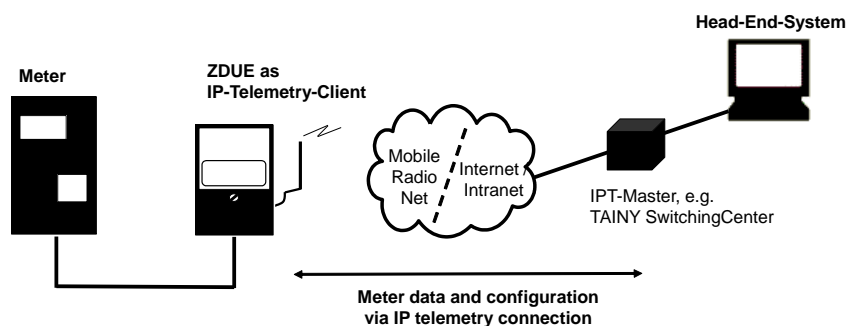 Head-End-System
Meter
ZDUE as
IP-Telemetry-Client
Mobile
Radio
Net
Internet /
Intranet
IPT-Master, e.g.
TAINY SwitchingCenter
Meter data and configuration
via IP telemetry connection